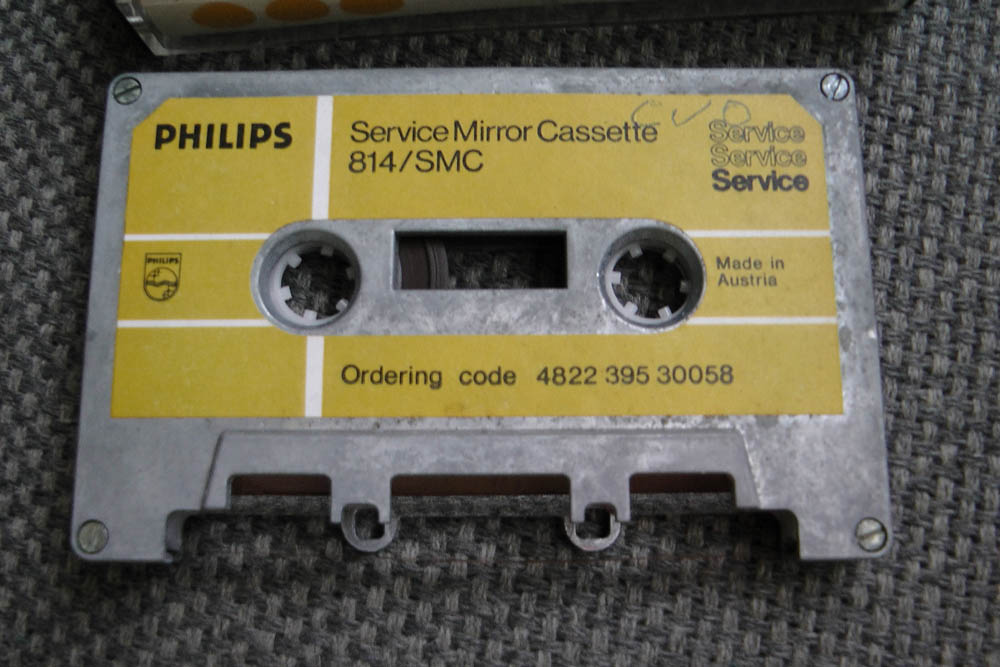 PHILIPS
Service Mirror Cassette
814/SMC
Service
Service
Service
PHILIPS
Made in
Austria
Ordering code 4822 395 30058